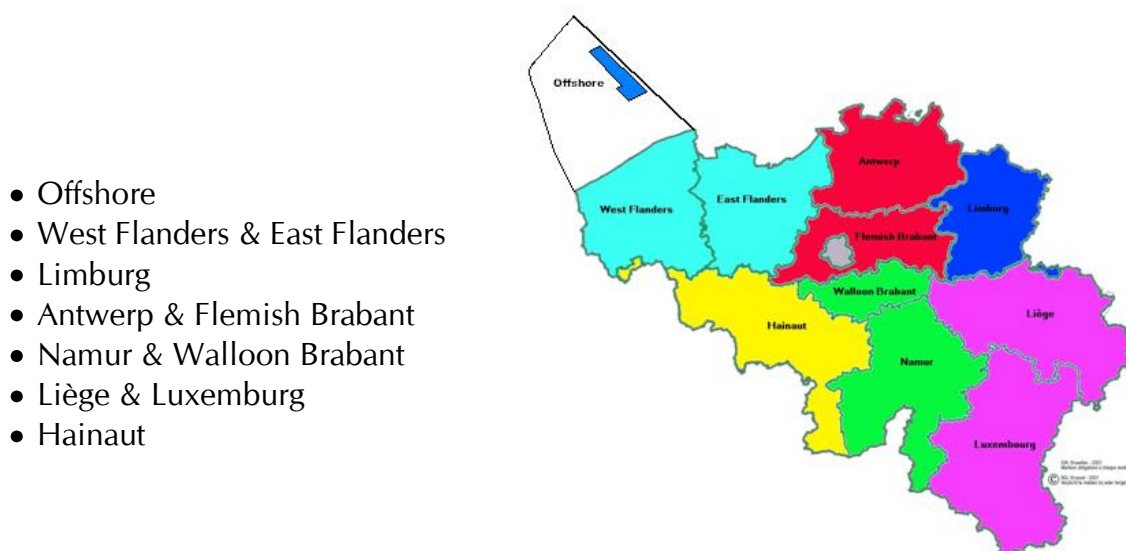 • Offshore
• West Flanders & East Flanders
• Limburg
• Antwerp & Flemish Brabant
• Namur & Walloon Brabant
• Liège & Luxemburg
• Hainaut
Offshore
Antwerp
West Flanders
East Flanders
Limburg
Flemish Brabant
Walloon Brabant
Liège
Hainaut
Namur
Luxembourg
©